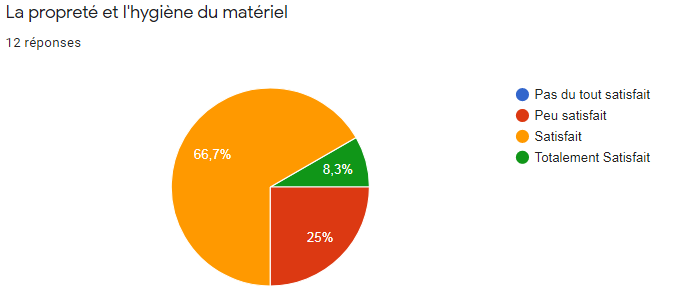 La propreté et l'hygiène du matériel
12 réponses
Pas du tout satisfait
Peu satisfait
Satisfait
Totalement Satisfait
66,7%
8,3%
25%